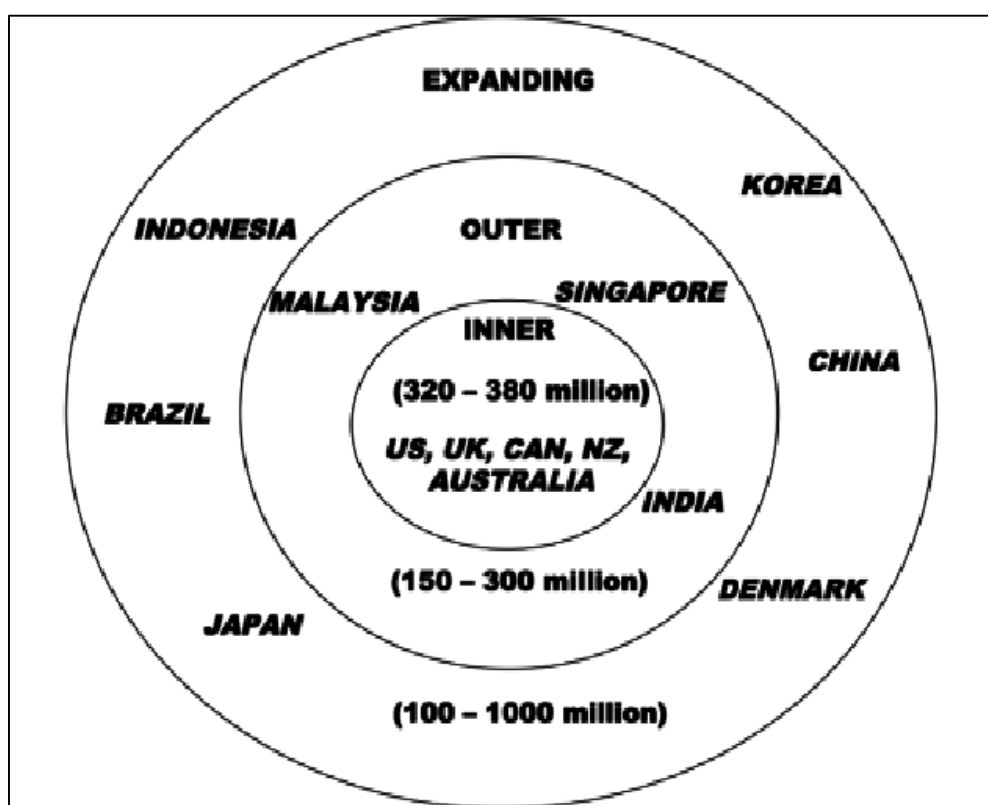 EXPANDING
KOREA
INDONESIA
OUTER
SINGAPORE
MALAYSIA
INNER
CHINA
(320 – 380 million)
BRAZIL
US, UK, CAN, NZ,
AUSTRALIA
INDIA
(150 – 300 million)
DENMARK
JAPAN
(100 – 1000 million)